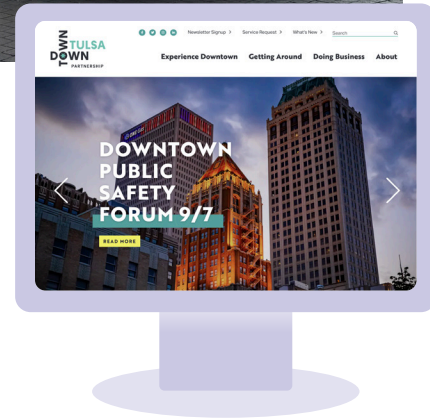 DOWN
TOWN
TULSA
PARTNERSHIP
Newsletter Signup >
Service Request >
What's New >
Search
Experience Downtown
Getting Around
Doing Business
About
DOWNTOWN
PUBLIC
SAFETY
FORUM 9/7
READ MORE